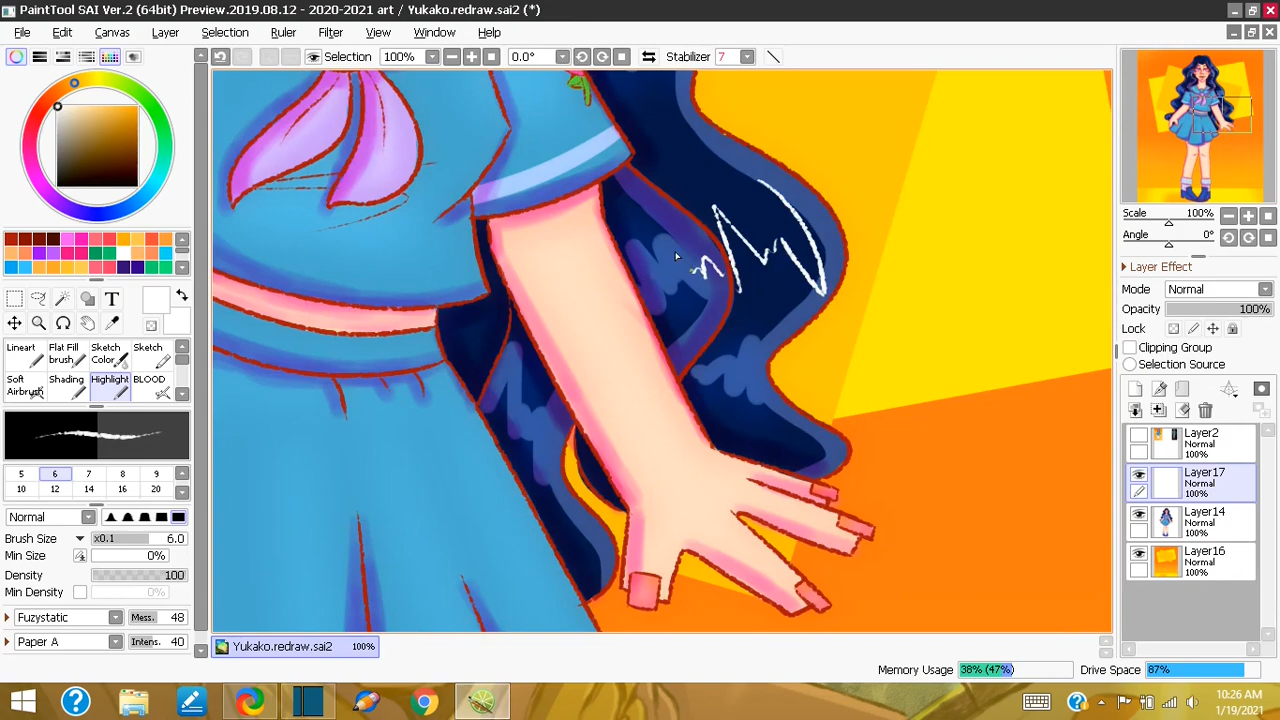 PaintTool SAI Ver.2 (64bit) Preview.2019.08.12 - 2020-2021 art / Yukako.redraw.sai2 (*)
File Edit Canvas Layer Selection Ruler Filter View Window Help
Selection 100% 0.0° Stabilizer 7
Scale 100%
Angle 0°
Layer Effect
Mode Normal
Opacity 100%
Lock
Clipping Group
Selection Source
T
Lineart
Flat Fill brush
Sketch Color
Sketch
Soft Airbrush
Shading
Highlight
BLOOD
5 6 7 8 9
10 12 14 16 20
Normal
Brush Size x0.1 6.0
Min Size 0%
Density 100
Min Density 0%
Fuzystatic Mess. 48
Paper A Intens. 40
Layer2
Normal
100%
Layer17
Normal
100%
Layer14
Normal
100%
Layer16
Normal
100%
Yukako.redraw.sai2 100%
Memory Usage 38% (47%) Drive Space 87%
10:26 AM
1/19/2021